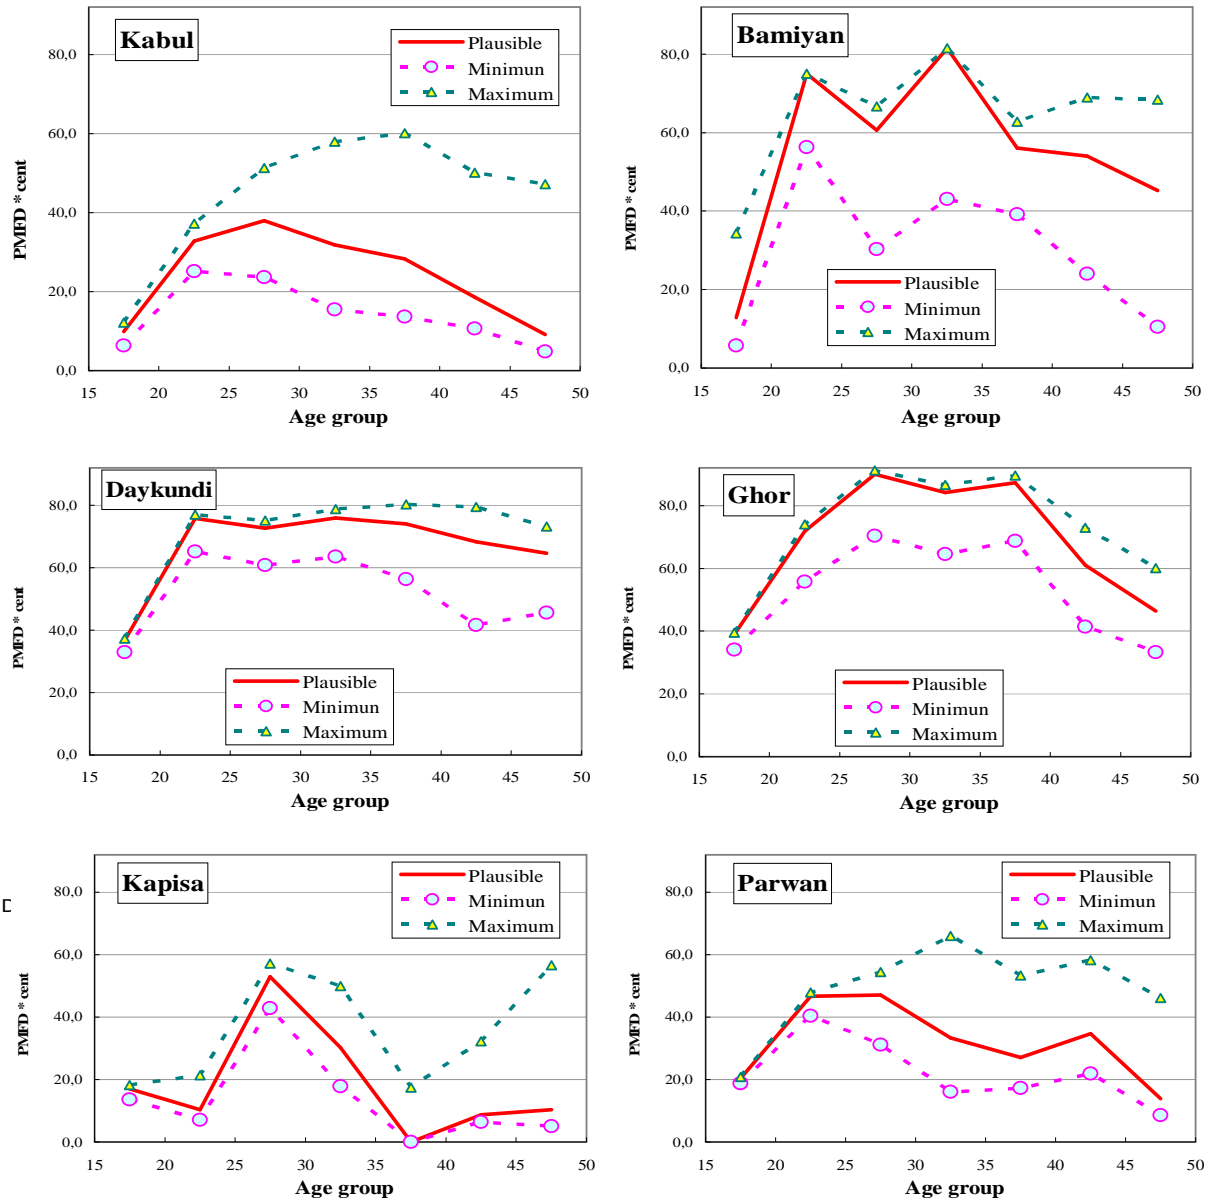 Kabul
Plausible
Minimun
Maximum
80,0
60,0
40,0
20,0
0,0
PMFD * cent
15 20 25 30 35 40 45 50
Age group
Bamiyan
Plausible
Minimun
Maximum
80,0
60,0
40,0
20,0
0,0
PMFD * cent
15 20 25 30 35 40 45 50
Age group
Daykundi
Plausible
Minimun
Maximum
80,0
60,0
40,0
20,0
0,0
PMFD * cent
15 20 25 30 35 40 45 50
Age group
Ghor
Plausible
Minimun
Maximum
80,0
60,0
40,0
20,0
0,0
PMFD * cent
15 20 25 30 35 40 45 50
Age group
Kapisa
Plausible
Minimun
Maximum
80,0
60,0
40,0
20,0
0,0
PMFD * cent
15 20 25 30 35 40 45 50
Age group
Parwan
Plausible
Minimun
Maximum
80,0
60,0
40,0
20,0
0,0
PMFD * cent
15 20 25 30 35 40 45 50
Age group